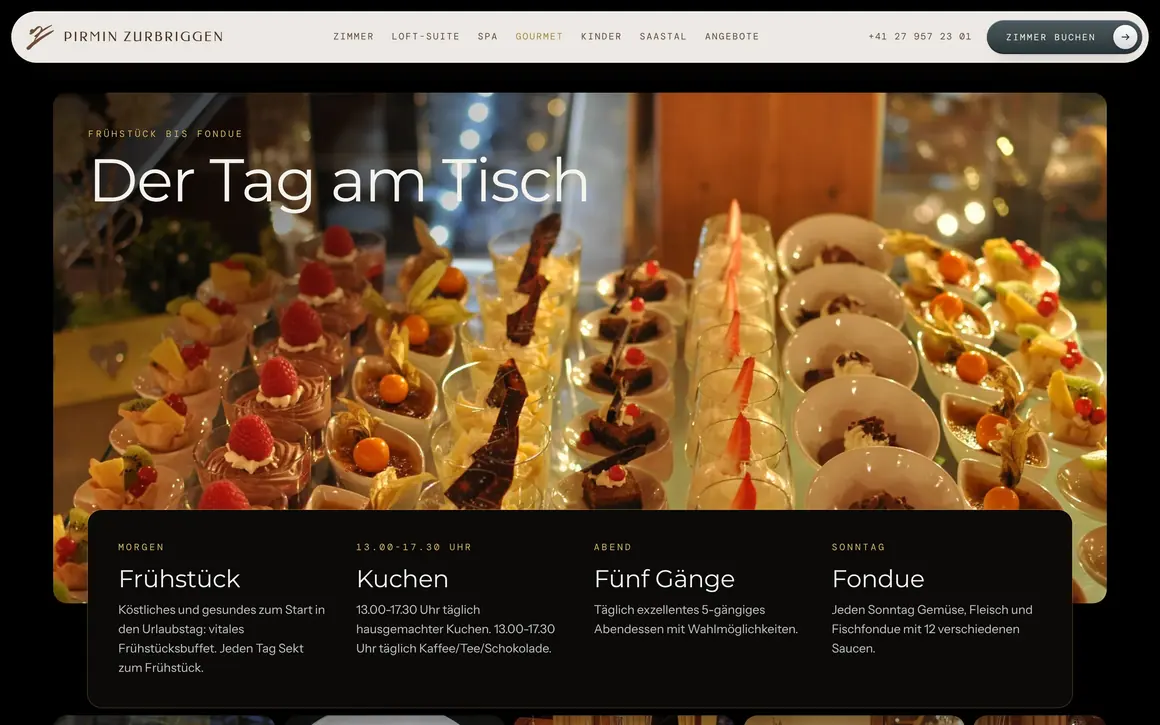 PIRMIN ZURBRIGGEN
ZIMMER LOFT-SUITE SPA GOURMET KINDER SAASTAL ANGEBOTE
+41 27 957 23 01
ZIMMER BUCHEN
FRÜHSTÜCK BIS FONDUE
Der Tag am Tisch
MORGEN
Frühstück
Köstliches und gesundes zum Start in
den Urlaubstag: vitales
Frühstücksbuffet. Jeden Tag Sekt
zum Frühstück.
13.00-17.30 UHR
Kuchen
13.00-17.30 Uhr täglich
hausgemachter Kuchen. 13.00-17.30
Uhr täglich Kaffee/Tee/Schokolade.
ABEND
Fünf Gänge
Täglich exzellentes 5-gängiges
Abendessen mit Wahlmöglichkeiten.
SONNTAG
Fondue
Jeden Sonntag Gemüse, Fleisch und
Fischfondue mit 12 verschiedenen
Saucen.